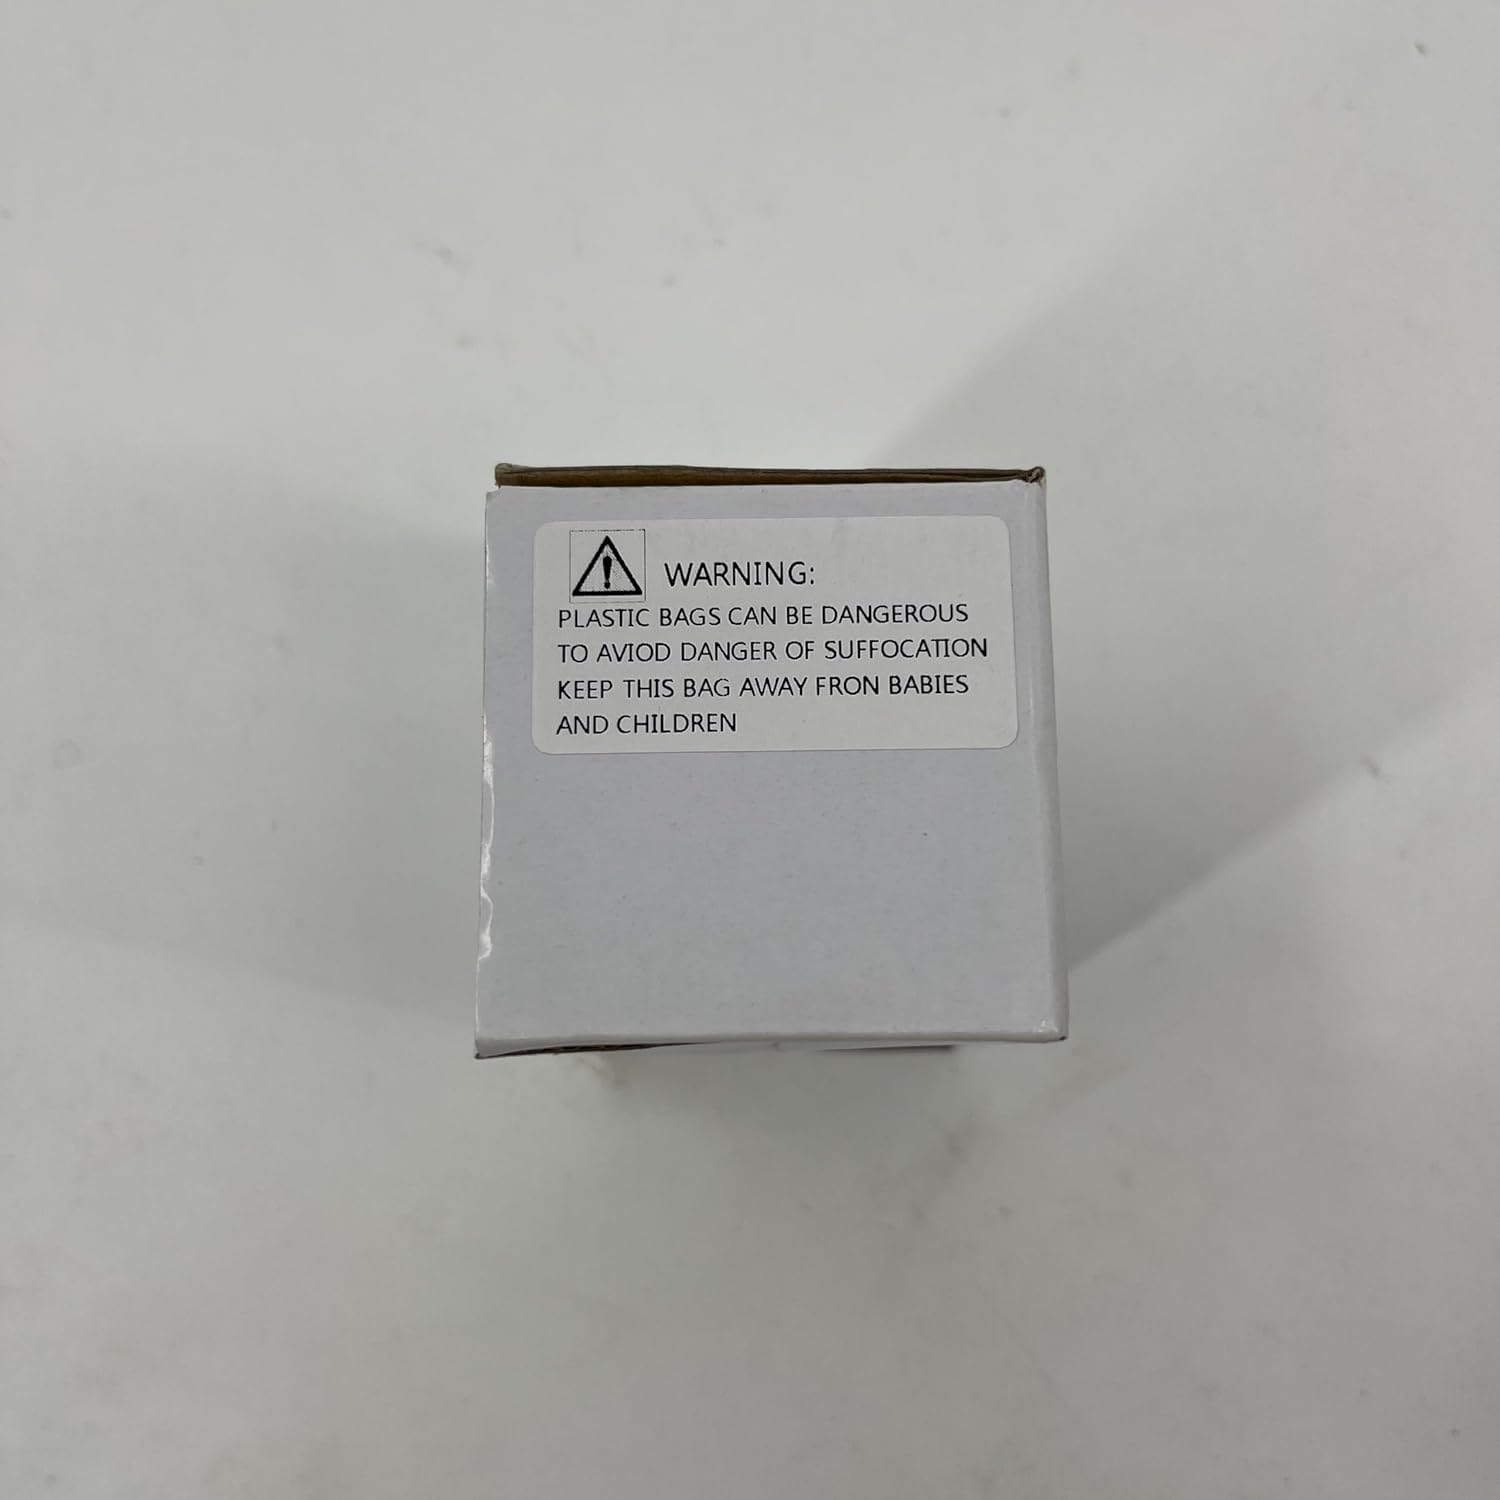 WARNING:
PLASTIC BAGS CAN BE DANGEROUS
TO AVIOD DANGER OF SUFFOCATION
KEEP THIS BAG AWAY FRON BABIES
AND CHILDREN